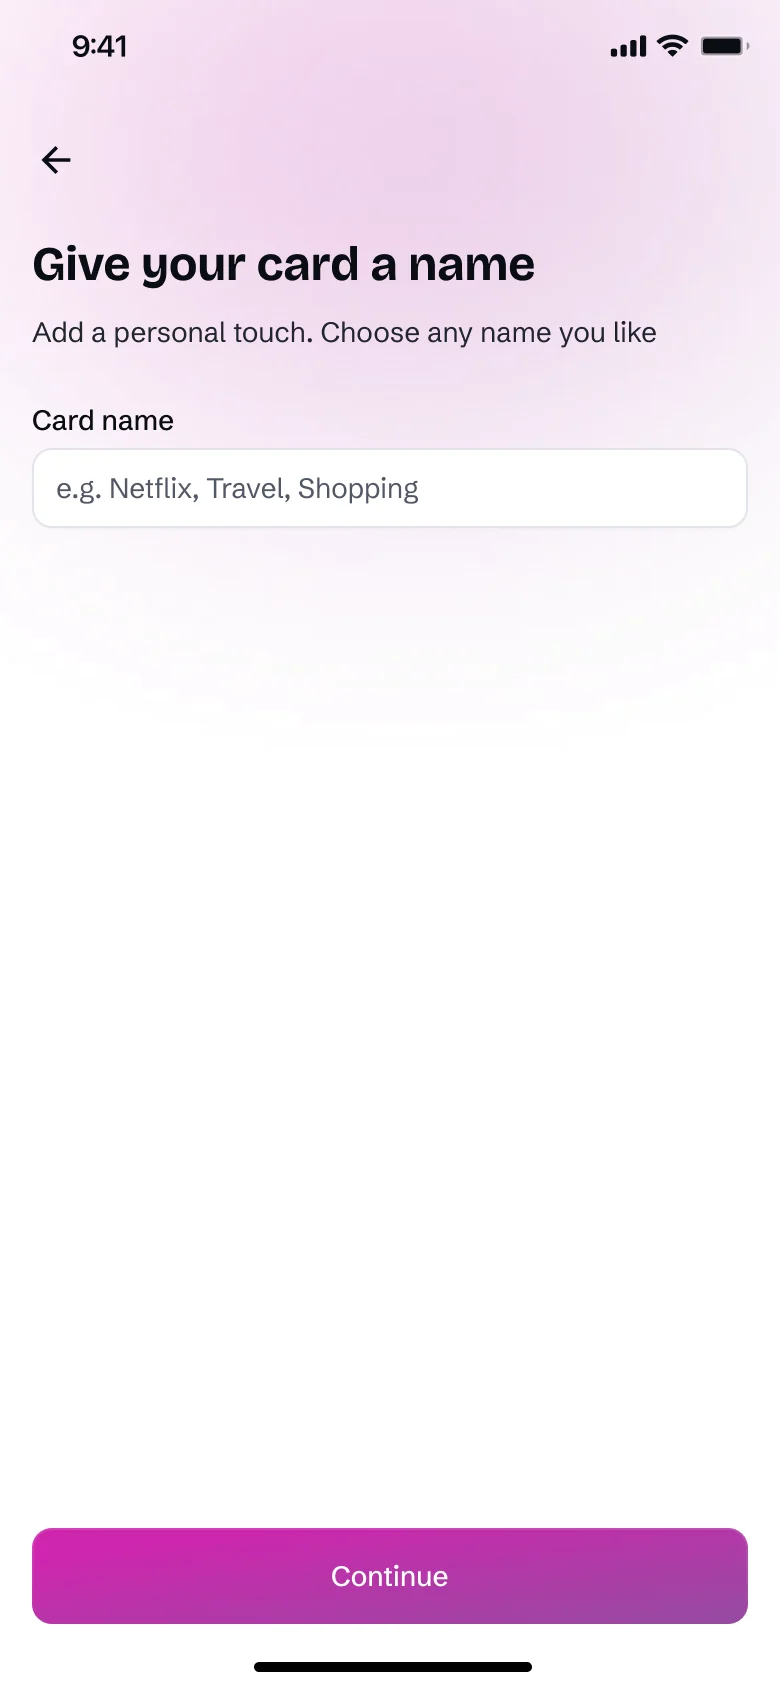 9:41
Give your card a name
Add a personal touch. Choose any name you like
Card name
e.g. Netflix, Travel, Shopping
Continue